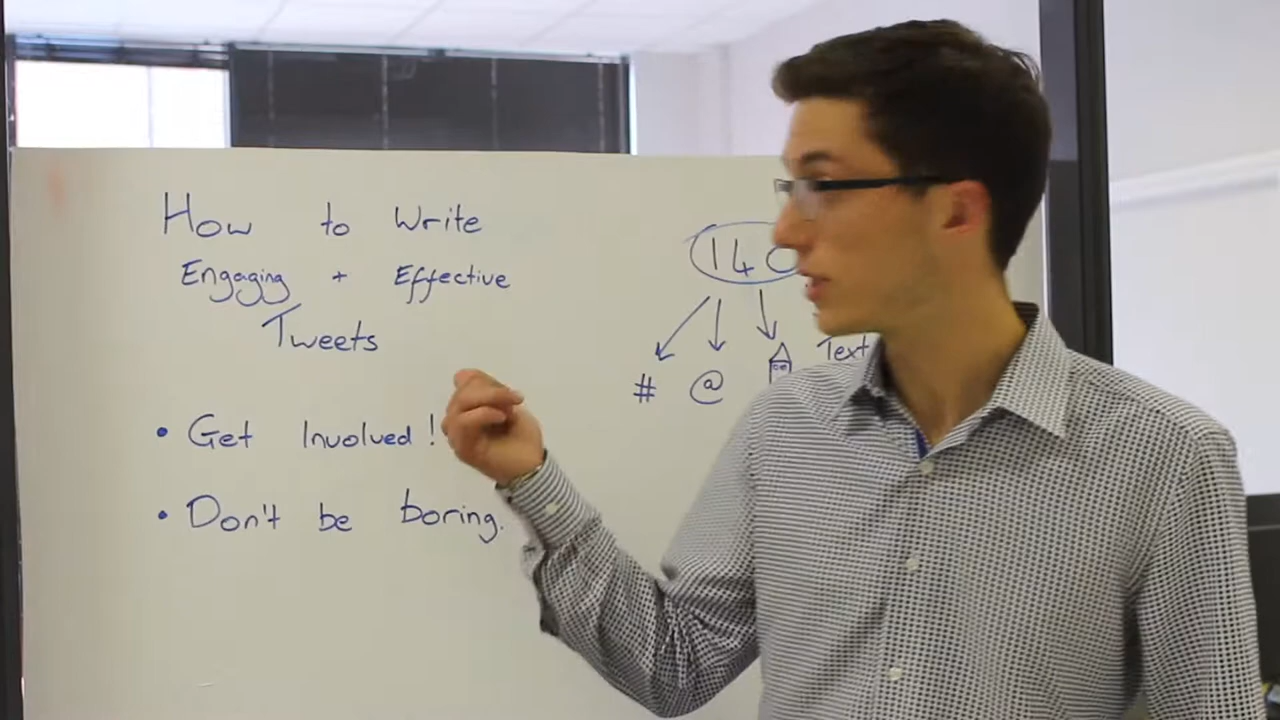 How to Write
Engaging + Effective
Tweets
• Get Involved!
• Don't be boring.
140
# @
Text